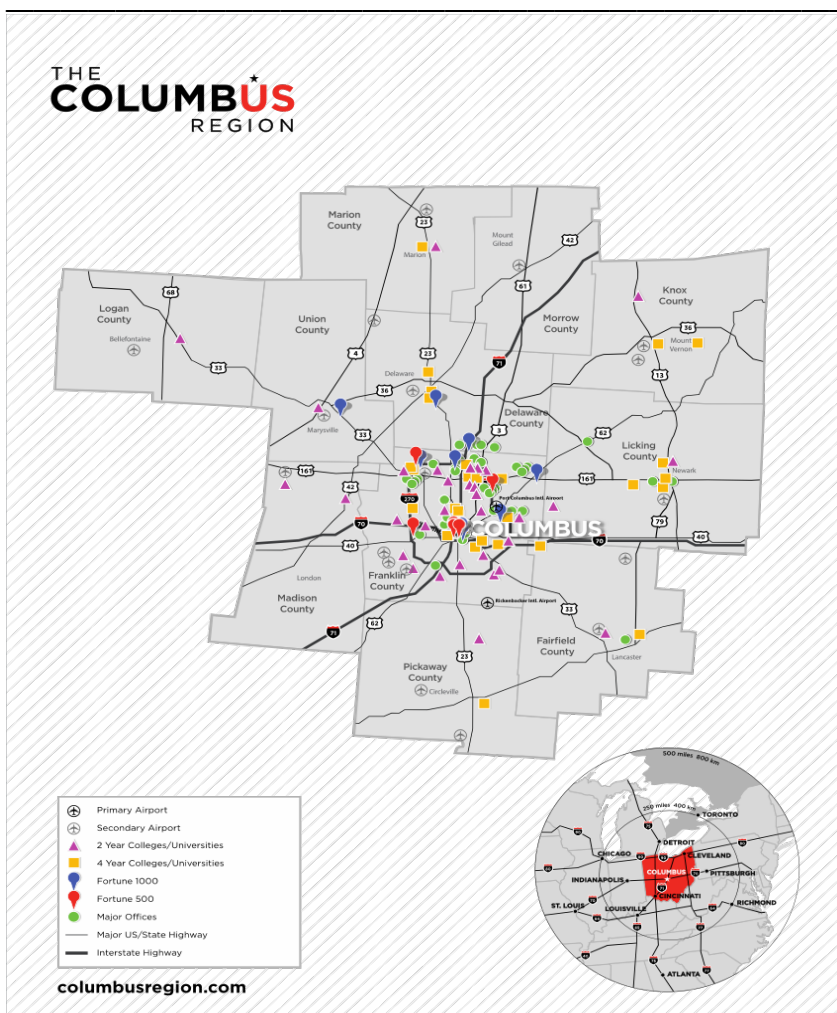 THE
COLUMBUS
REGION
Marion
County
23
Marion
Mount
Gilead
42
61
68
Logan
County
Bellefontaine
33
Union
County
4
Morrow
County
Knox
County
36
Mount
Vernon
13
71
23
Delaware
36
Marysville
33
Delaware
County
3
62
Licking
County
Newark
161
161
42
270
Port Columbus Intl. Airport
79
COLUMBUS
70
40
70
40
London
Franklin
County
Madison
County
62
71
Rickenbacker Intl. Airport
33
Fairfield
County
Lancaster
Pickaway
County
23
Circleville
Primary Airport
Secondary Airport
2 Year Colleges/Universities
4 Year Colleges/Universities
Fortune 1000
Fortune 500
Major Offices
Major US/State Highway
Interstate Highway
columbusregion.com
500 miles 800 km
250 miles 400 km
TORONTO
DETROIT
CHICAGO
CLEVELAND
COLUMBUS
PITTSBURGH
INDIANAPOLIS
71
CINCINNATI
ST. LOUIS
LOUISVILLE
RICHMOND
ATLANTA